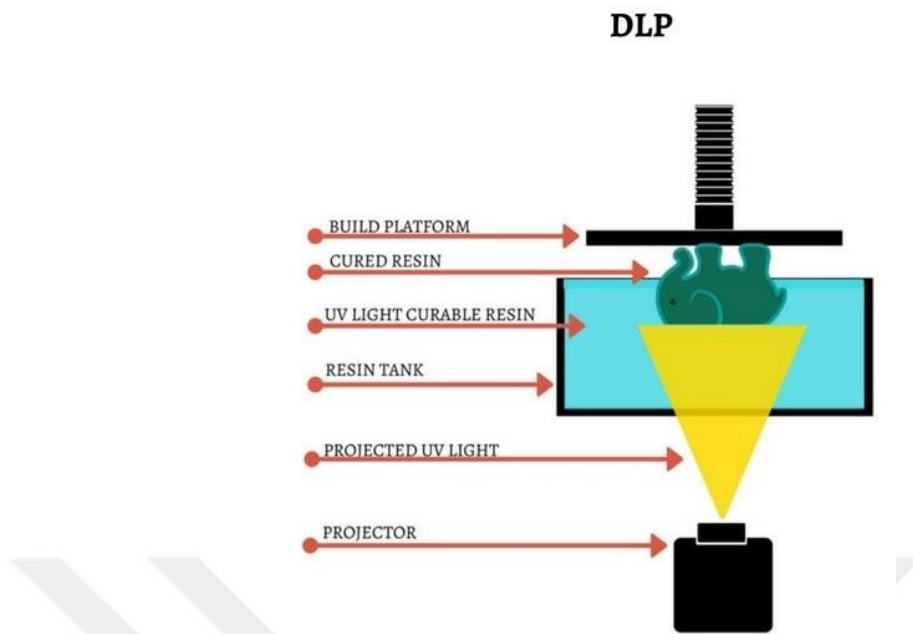 DLP
BUILD PLATFORM
CURED RESIN
UV LIGHT CURABLE RESIN
RESIN TANK
PROJECTED UV LIGHT
PROJECTOR